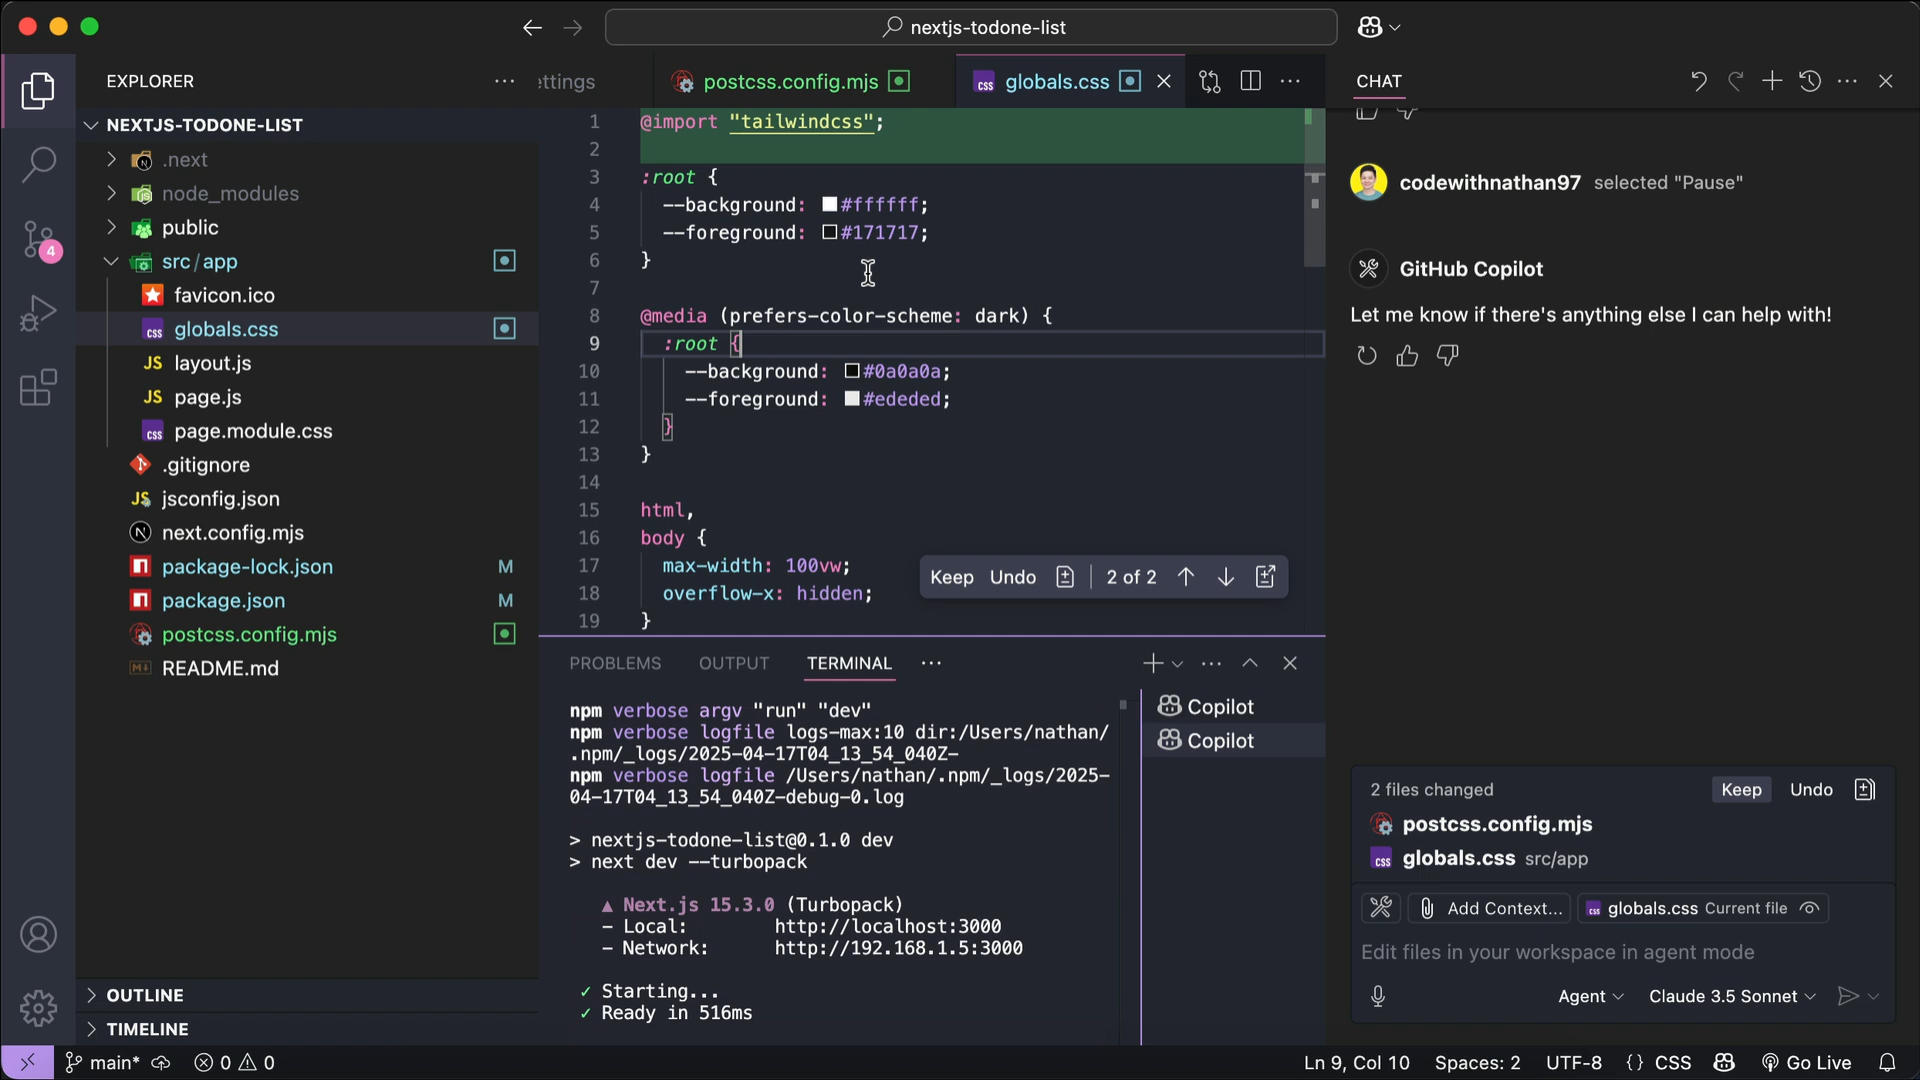 nextjs-todone-list
EXPLORER
NEXTJS-TODONE-LIST
.next
node_modules
public
src/app
favicon.ico
globals.css
layout.js
page.js
page.module.css
.gitignore
jsconfig.json
next.config.mjs
package-lock.json M
package.json M
postcss.config.mjs
README.md
OUTLINE
TIMELINE
4
ettings
postcss.config.mjs
globals.css
1 @import "tailwindcss";
2
3 :root {
4 --background: #ffffff;
5 --foreground: #171717;
6 }
7
8 @media (prefers-color-scheme: dark) {
9 :root {
10 --background: #0a0a0a;
11 --foreground: #ededed;
12 }
13 }
14
15 html,
16 body {
17 max-width: 100vw;
18 overflow-x: hidden;
19 }
Keep Undo 2 of 2
PROBLEMS OUTPUT TERMINAL
npm verbose argv "run" "dev"
npm verbose logfile logs-max:10 dir:/Users/nathan/
.npm/_logs/2025-04-17T04_13_54_040Z-
npm verbose logfile /Users/nathan/.npm/_logs/2025-
04-17T04_13_54_040Z-debug-0.log
> nextjs-todone-list@0.1.0 dev
> next dev --turbopack
▲ Next.js 15.3.0 (Turbopack)
- Local: http://localhost:3000
- Network: http://192.168.1.5:3000
✓ Starting...
✓ Ready in 516ms
Copilot
Copilot
CHAT
codewithnathan97 selected "Pause"
GitHub Copilot
Let me know if there's anything else I can help with!
2 files changed Keep Undo
postcss.config.mjs
globals.css src/app
Add Context... globals.css Current file
Edit files in your workspace in agent mode
Agent Claude 3.5 Sonnet
main* 0 0
Ln 9, Col 10 Spaces: 2 UTF-8 {} CSS Go Live